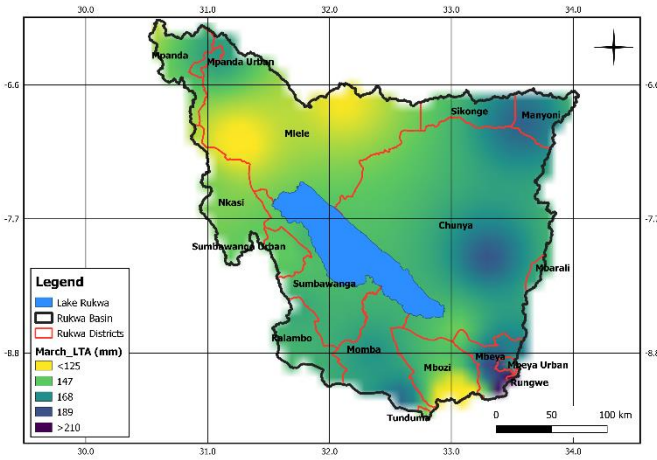 30.0 31.0 32.0 33.0 34.0
Mpanda
Mpanda Urban
-6.6 -6.6
Sikonge
Manyoni
Mlele
Nkasi
-7.7 -7.7
Chunya
Sumbawanga Urban
Mbarali
Sumbawanga
Legend
Lake Rukwa
Rukwa Basin
Rukwa Districts
March_LTA (mm)
<125
147
168
189
>210
Kalambo
Momba
-8.8 -8.8
Mbozi
Mbeya
Mbeya Urban
Rungwe
Tunduma
0 50 100 km
30.0 31.0 32.0 33.0 34.0